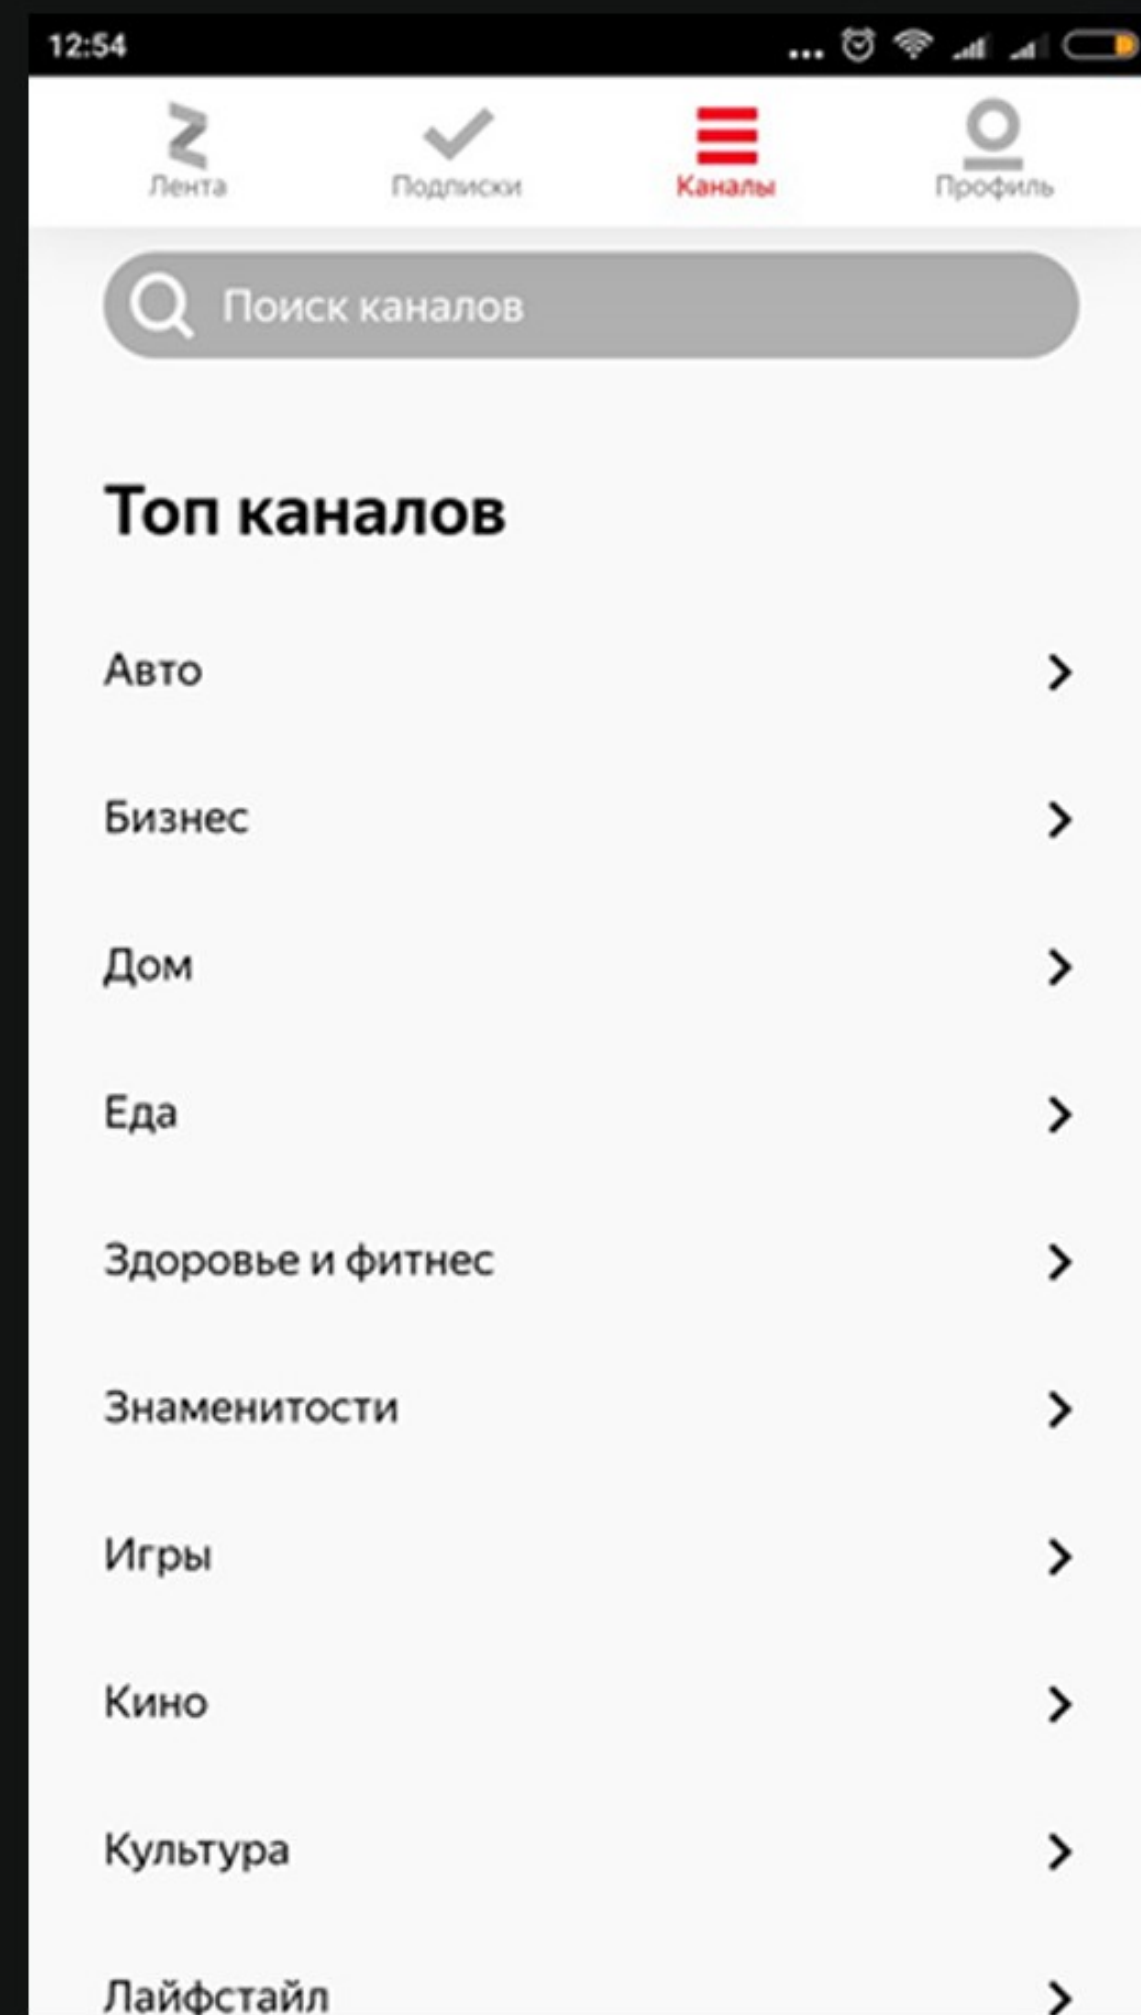 12:54
Лента Подписки Каналы Профиль
Поиск каналов
Топ каналов
Авто
Бизнес
Дом
Еда
Здоровье и фитнес
Знаменитости
Игры
Кино
Культура
Лайфстайл